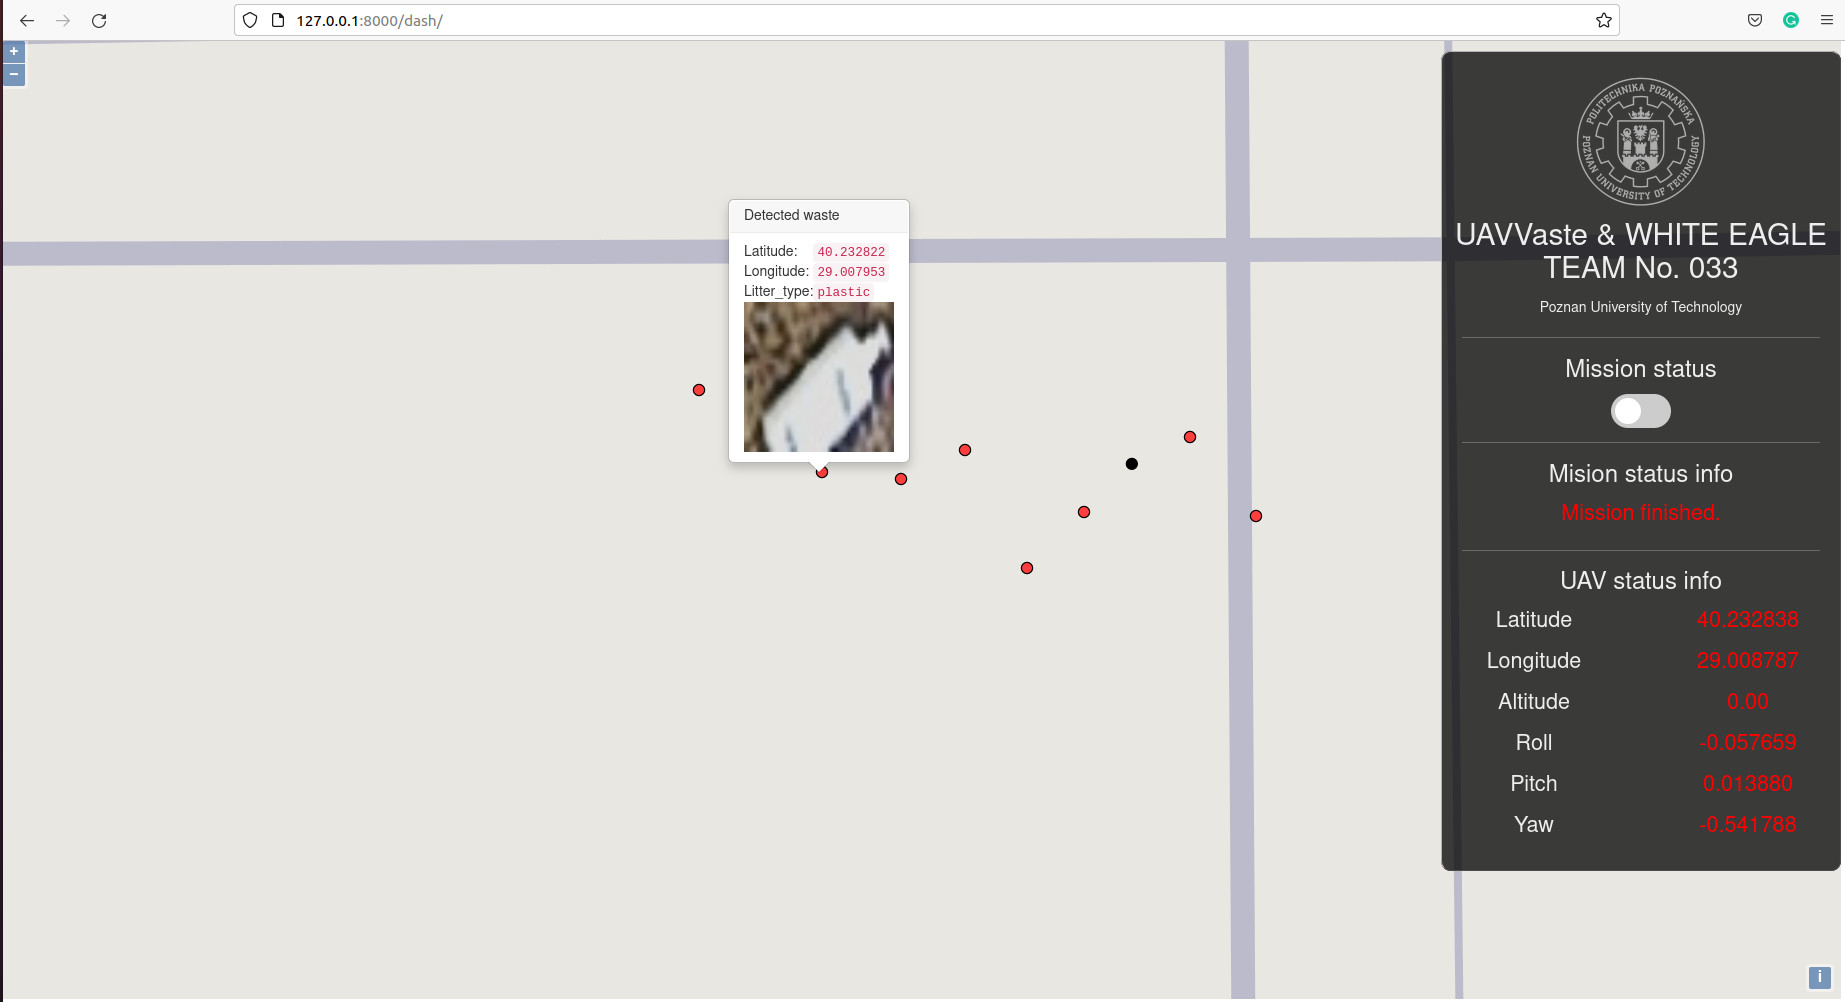 127.0.0.1:8000/dash/
+
−
POLITECHNIKA POZNAŃSKA
POZNAN UNIVERSITY OF TECHNOLOGY
UAVVaste & WHITE EAGLE
TEAM No. 033
Poznan University of Technology
Mission status
Mision status info
Mission finished.
UAV status info
Latitude 40.232838
Longitude 29.008787
Altitude 0.00
Roll -0.057659
Pitch 0.013880
Yaw -0.541788
Detected waste
Latitude: 40.232822
Longitude: 29.007953
Litter_type: plastic
i